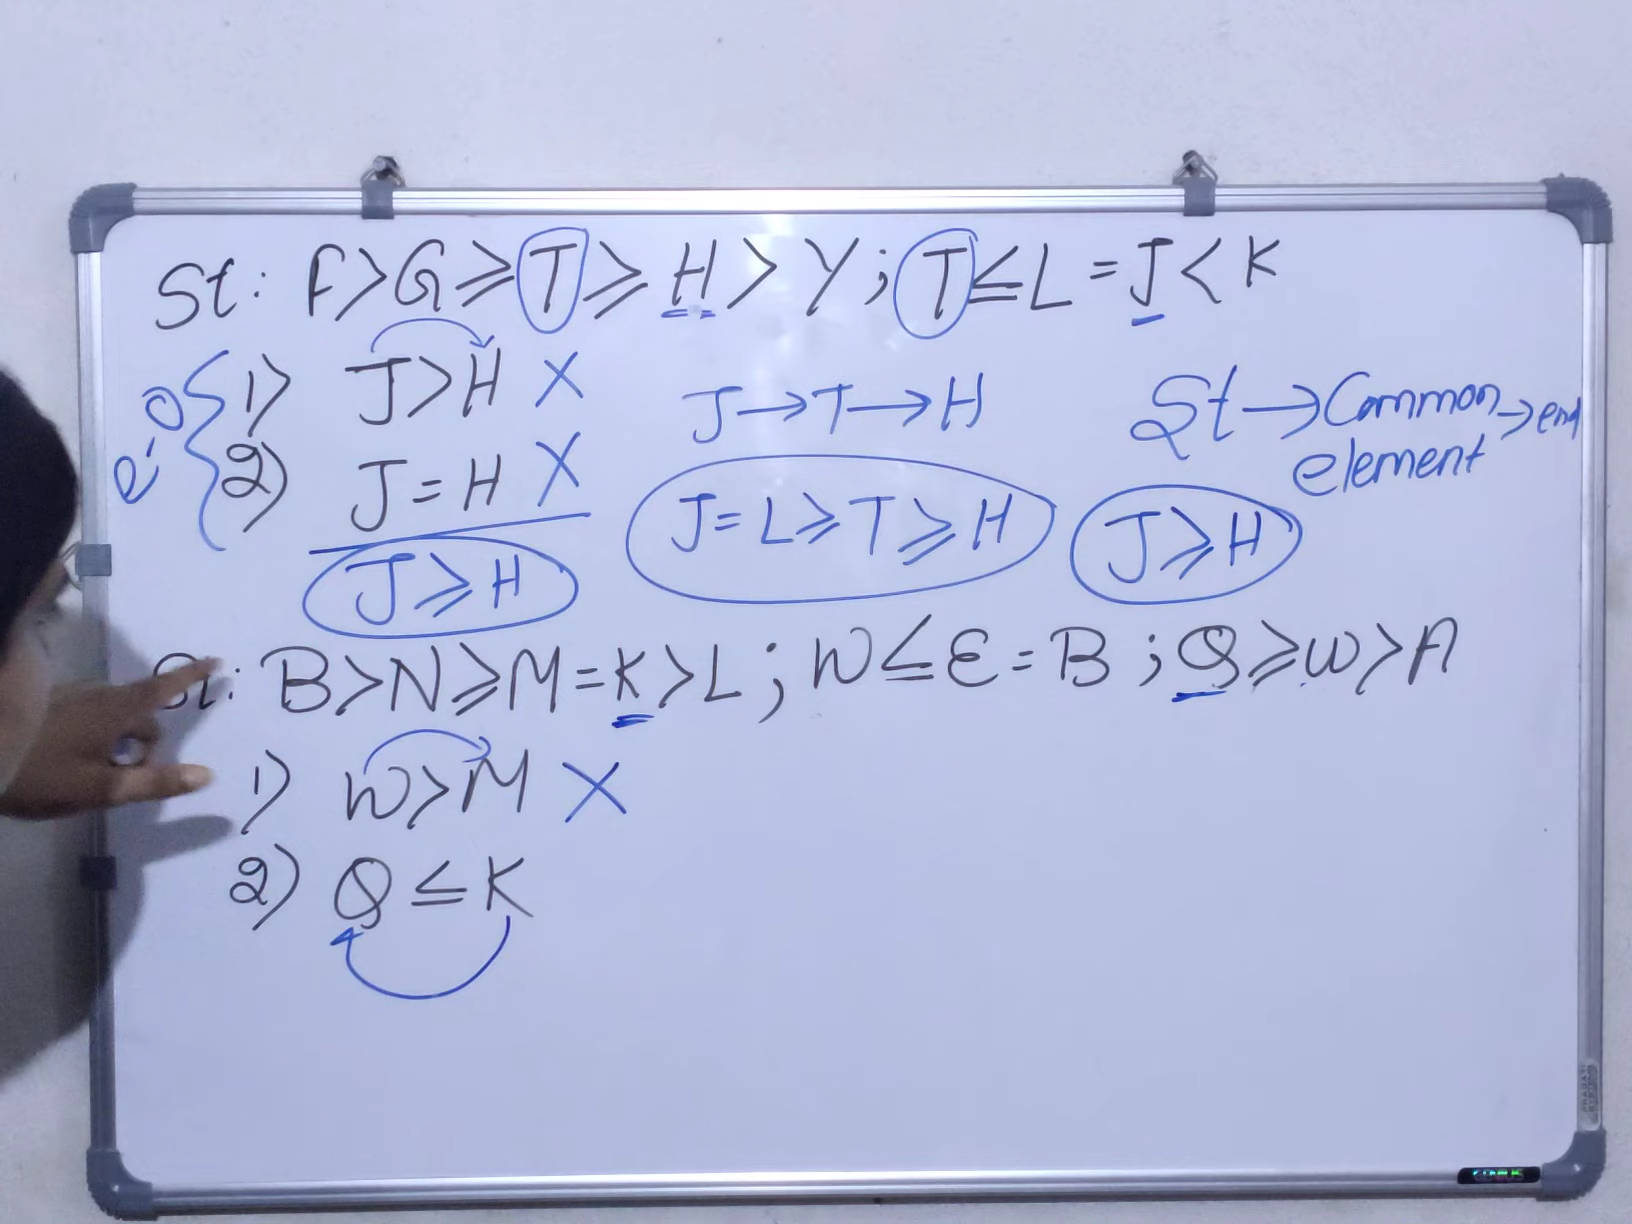 St: F>G⩾T⩾H>Y ; T≤L=J<K
1) J>H X
J→T→H
St→Common→end
element
2) J=H X
J=L⩾T⩾H
J⩾H
J⩾H
St: B>N⩾M=K>L ; W≤E=B ; Q⩾W>A
1) W>M X
2) Q≤K